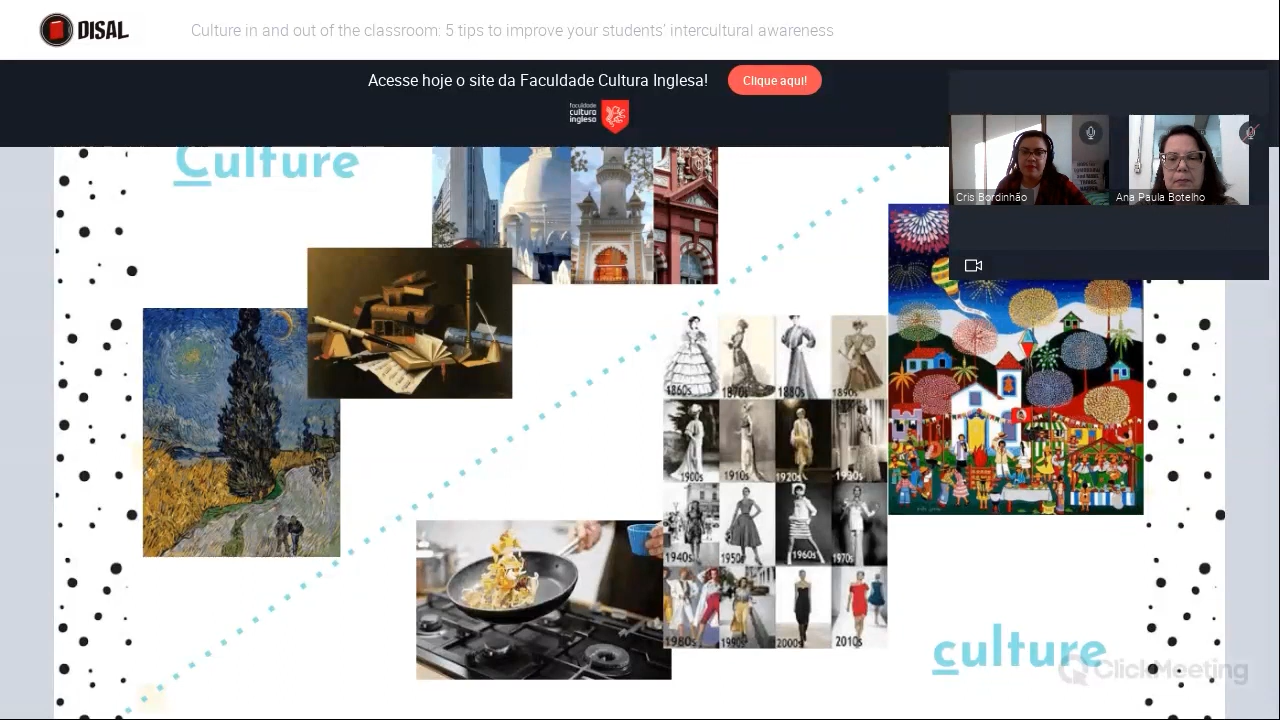 DISAL
Culture in and out of the classroom: 5 tips to improve your students' intercultural awareness
Acesse hoje o site da Faculdade Cultura Inglesa!
Clique aqui!
faculdade
cultura
inglesa
Cris Bordinhão
Ana Paula Botelho
Culture
1860s 1870s 1880s 1890s
1900s 1910s 1920s 1930s
1940s 1950s 1960s 1970s
1980s 1990s 2000s 2010s
culture
ClickMeeting